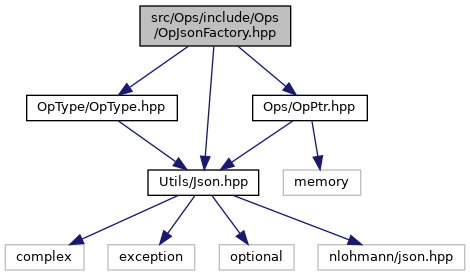 src/Ops/include/Ops
/OpJsonFactory.hpp
OpType/OpType.hpp
Ops/OpPtr.hpp
Utils/Json.hpp
memory
complex
exception
optional
nlohmann/json.hpp